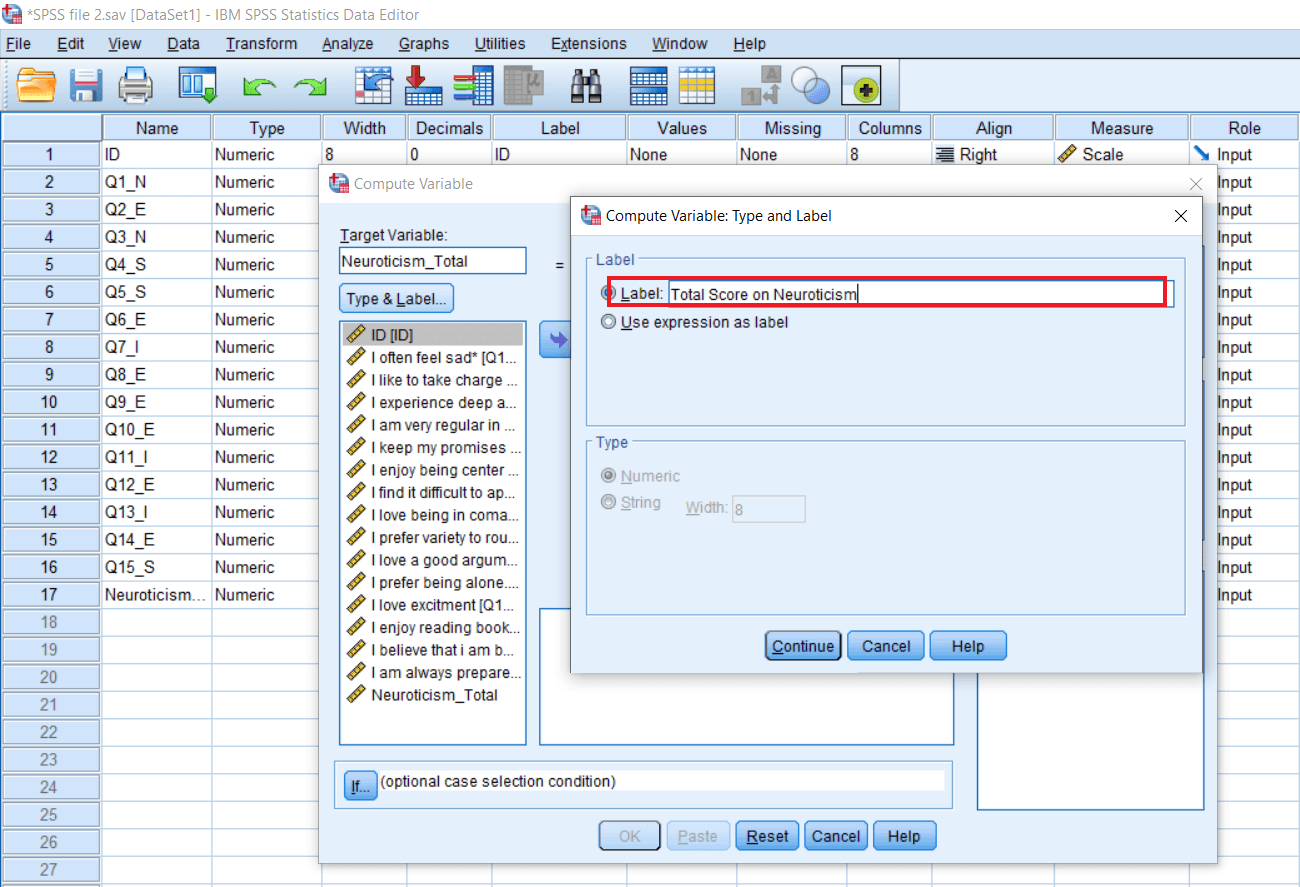 *SPSS file 2.sav [DataSet1] - IBM SPSS Statistics Data Editor
File Edit View Data Transform Analyze Graphs Utilities Extensions Window Help
Name Type Width Decimals Label Values Missing Columns Align Measure Role
1 ID Numeric 8 0 ID None None 8 Right Scale Input
2 Q1_N Numeric Input
3 Q2_E Numeric Input
4 Q3_N Numeric Input
5 Q4_S Numeric Input
6 Q5_S Numeric Input
7 Q6_E Numeric Input
8 Q7_I Numeric Input
9 Q8_E Numeric Input
10 Q9_E Numeric Input
11 Q10_E Numeric Input
12 Q11_I Numeric Input
13 Q12_E Numeric Input
14 Q13_I Numeric Input
15 Q14_E Numeric Input
16 Q15_S Numeric Input
17 Neuroticism... Numeric Input
18
19
20
21
22
23
24
25
26
27
Compute Variable
Target Variable:
Neuroticism_Total
=
Type & Label...
ID [ID]
I often feel sad* [Q1...
I like to take charge ...
I experience deep a...
I am very regular in ...
I keep my promises ...
I enjoy being center ...
I find it difficult to ap...
I love being in coma...
I prefer variety to rou...
I love a good argum...
I prefer being alone....
I love excitment [Q1...
I enjoy reading book...
I believe that i am b...
I am always prepare...
Neuroticism_Total
If... (optional case selection condition)
OK Paste Reset Cancel Help
Compute Variable: Type and Label
Label
Label: Total Score on Neuroticism
Use expression as label
Type
Numeric
String Width: 8
Continue Cancel Help